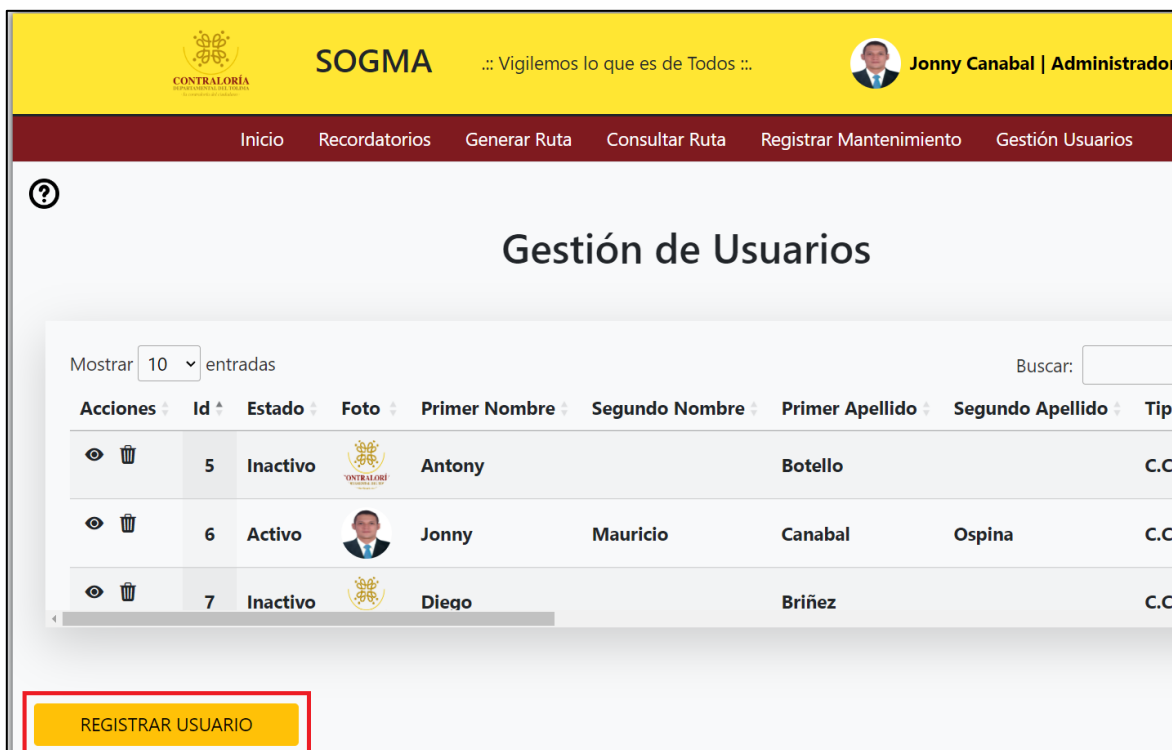 CONTRALORÍA
DEPARTAMENTAL DEL TOLIMA
SOGMA
.:: Vigilemos lo que es de Todos ::.
Jonny Canabal | Administrador
Inicio Recordatorios Generar Ruta Consultar Ruta Registrar Mantenimiento Gestión Usuarios
?
Gestión de Usuarios
Mostrar 10 entradas Buscar:
Acciones Id Estado Foto Primer Nombre Segundo Nombre Primer Apellido Segundo Apellido Tip
5 Inactivo Antony Botello C.C
6 Activo Jonny Mauricio Canabal Ospina C.C
7 Inactivo Diego Briñez C.C
REGISTRAR USUARIO